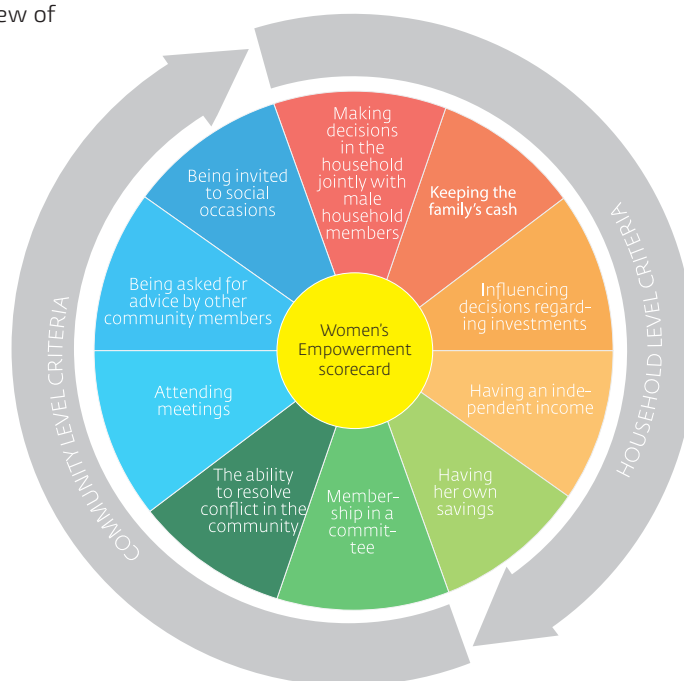 ew of
Making
decisions
in the
household
jointly with
male
household
members
Keeping the
family's cash
Influencing
decisions regard-
ing investments
Having an inde-
pendent income
Having
her own
savings
Member-
ship in a
commit-
tee
The ability
to resolve
conflict in the
community
Attending
meetings
Being asked for
advice by other
community members
Being invited
to social
occasions
Women's
Empowerment
scorecard
HOUSEHOLD LEVEL CRITERIA
COMMUNITY LEVEL CRITERIA